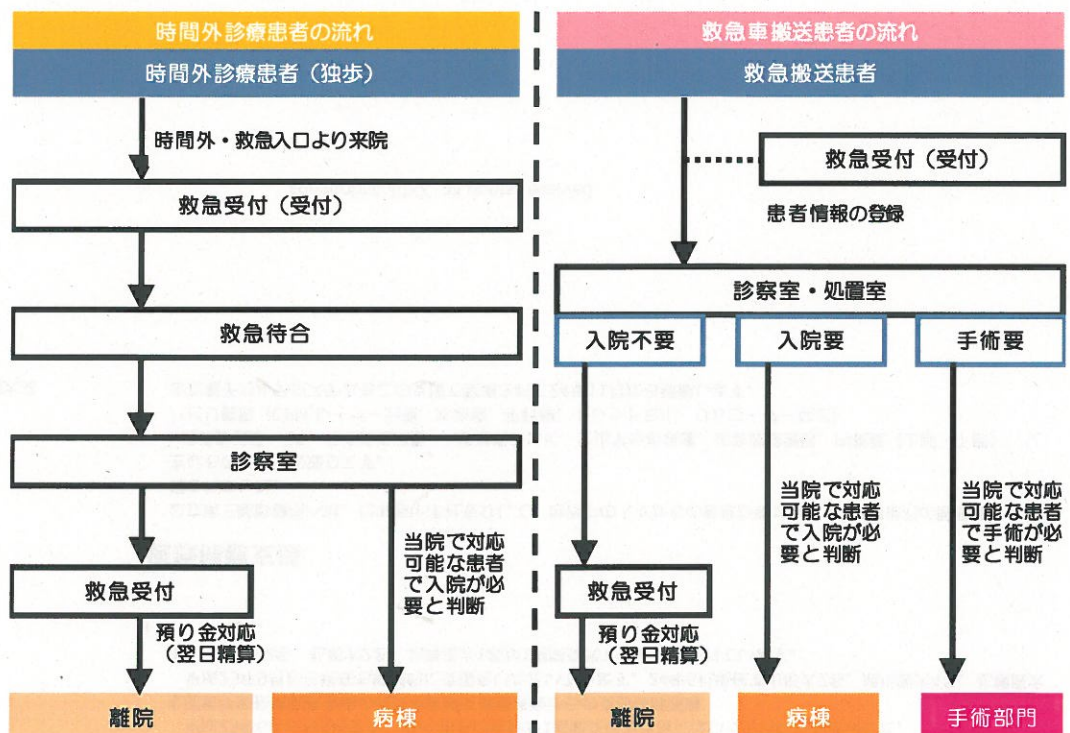 時間外診療患者の流れ
時間外診療患者（独歩）
時間外・救急入口より来院
救急受付（受付）
救急待合
診察室
当院で対応
可能な患者
で入院が必
要と判断
救急受付
預り金対応
（翌日精算）
離院
病棟
救急車搬送患者の流れ
救急搬送患者
救急受付（受付）
患者情報の登録
診察室・処置室
入院不要
入院要
手術要
当院で対応
可能な患者
で入院が必
要と判断
当院で対応
可能な患者
で手術が必
要と判断
救急受付
預り金対応
（翌日精算）
離院
病棟
手術部門